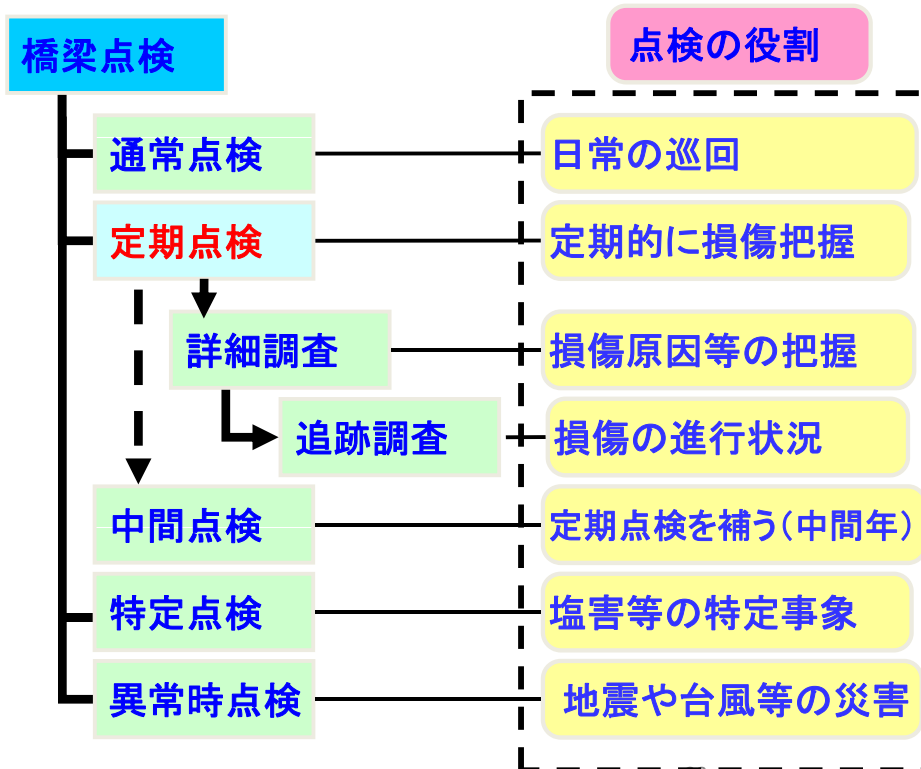 橋梁点検
点検の役割
通常点検
日常の巡回
定期点検
定期的に損傷把握
詳細調査
損傷原因等の把握
追跡調査
損傷の進行状況
中間点検
定期点検を補う(中間年)
特定点検
塩害等の特定事象
異常時点検
地震や台風等の災害